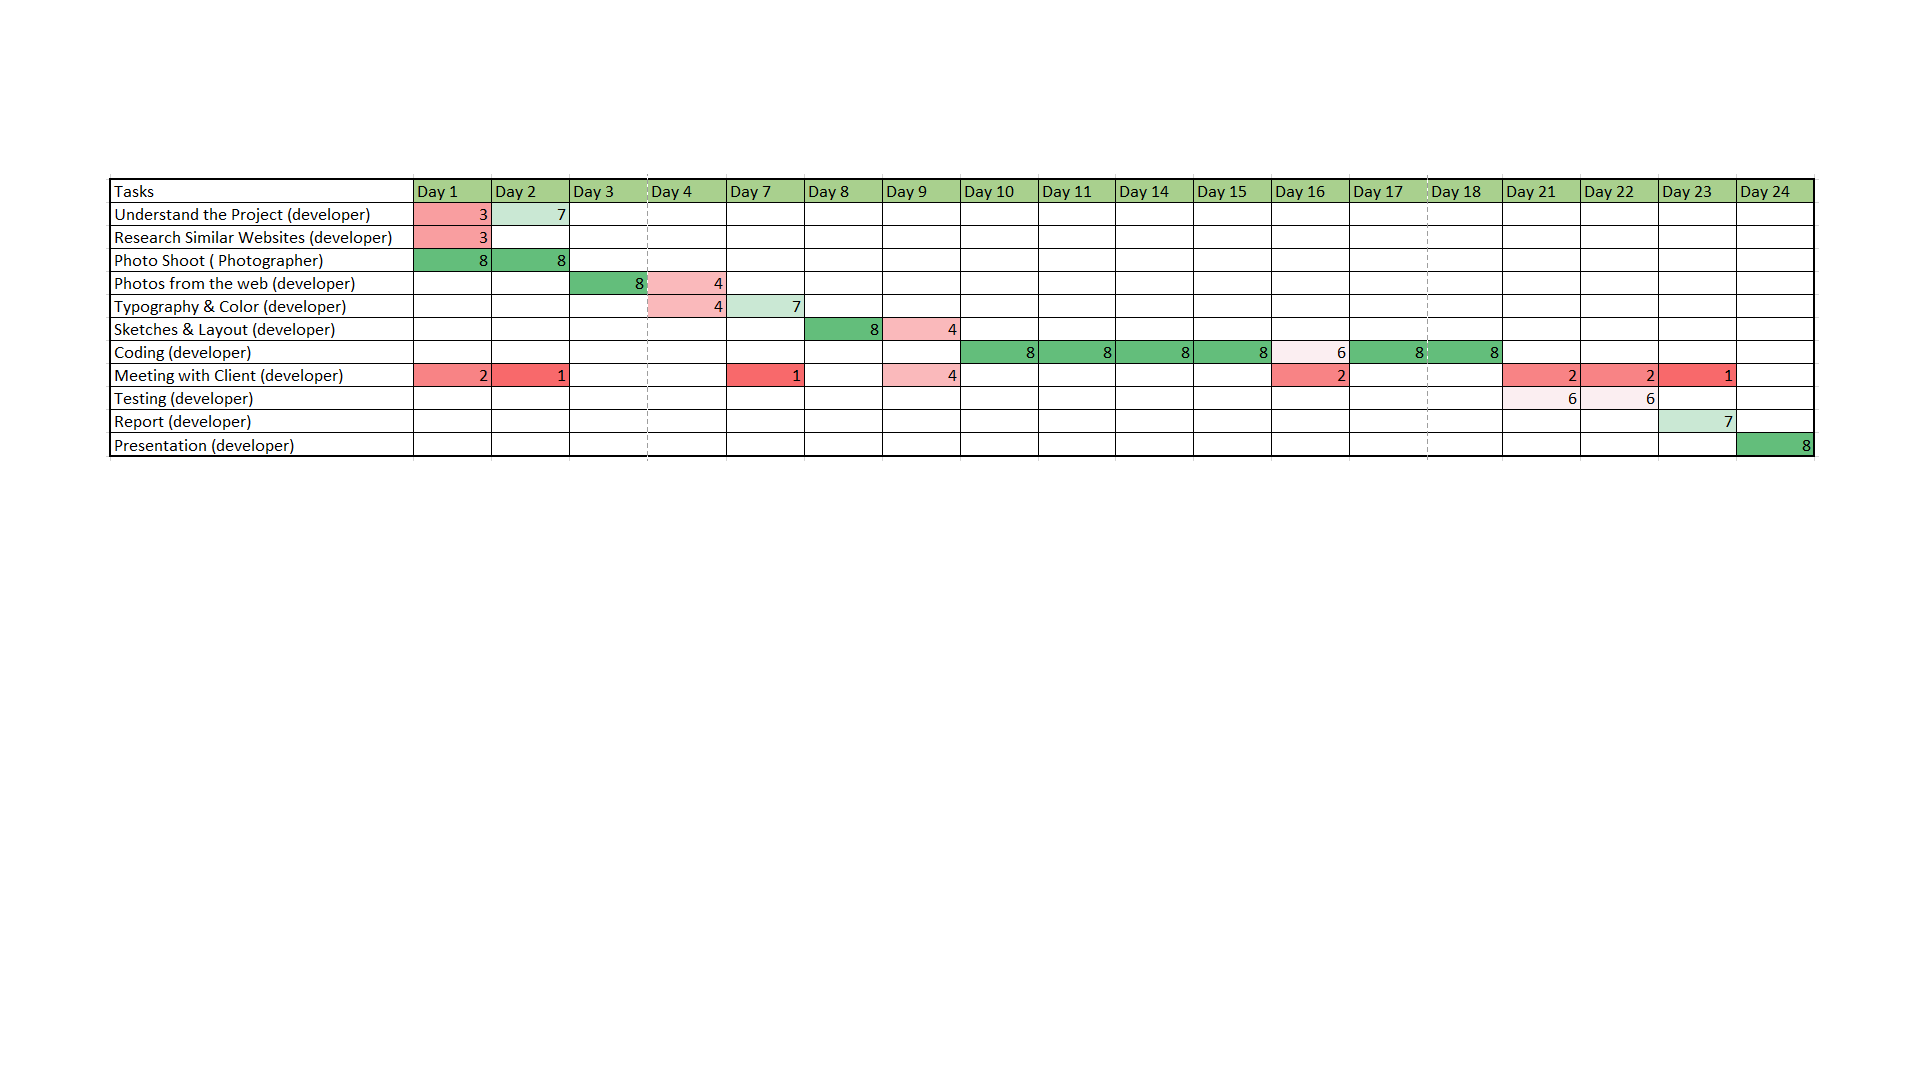 Tasks Day 1 Day 2 Day 3 Day 4 Day 7 Day 8 Day 9 Day 10 Day 11 Day 14 Day 15 Day 16 Day 17 Day 18 Day 21 Day 22 Day 23 Day 24
Understand the Project (developer) 3 7
Research Similar Websites (developer) 3
Photo Shoot ( Photographer) 8 8
Photos from the web (developer) 8 4
Typography & Color (developer) 4 7
Sketches & Layout (developer) 8 4
Coding (developer) 8 8 8 8 6 8 8
Meeting with Client (developer) 2 1 1 4 2 2 2 1
Testing (developer) 6 6
Report (developer) 7
Presentation (developer) 8